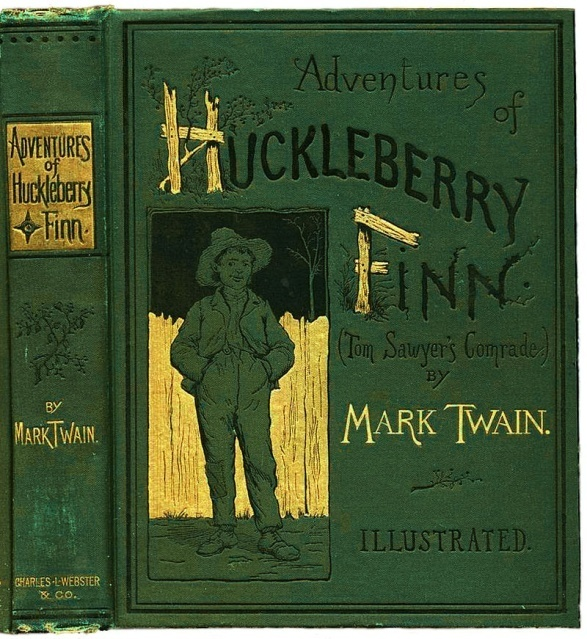 ADVENTURES
of
Huckleberry
Finn.
BY
MARK TWAIN.
CHARLES·L·WEBSTER
& CO.
Adventures
of
HUCKLEBERRY
FINN.
(Tom Sawyer's Comrade.)
BY
MARK TWAIN.
ILLUSTRATED.